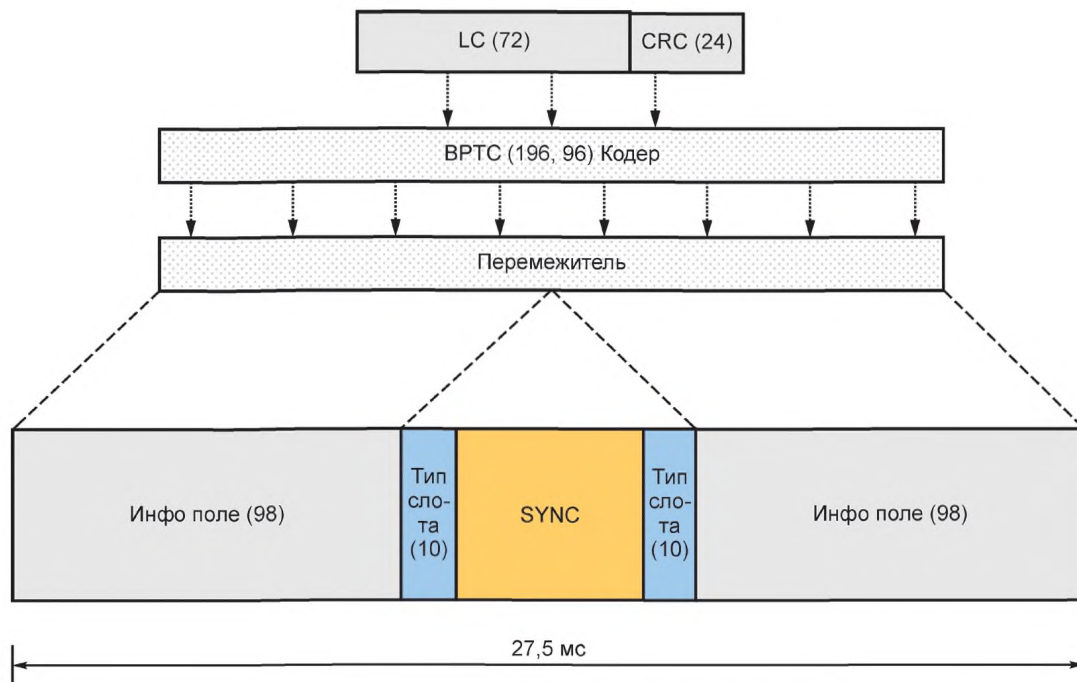 LC (72)
CRC (24)
BPTC (196, 96) Кодер
Перемежитель
Инфо поле (98)
Тип
сло-
та
(10)
SYNC
Тип
сло-
та
(10)
Инфо поле (98)
27,5 мс